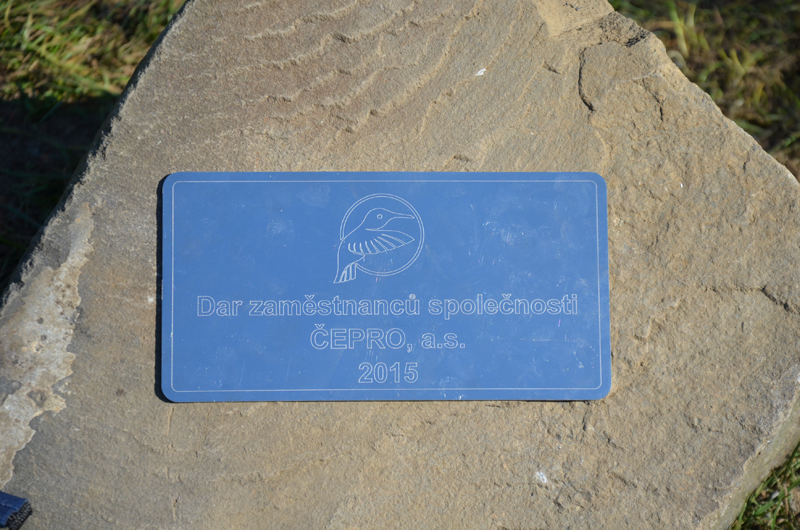 Dar zaměstnanců společnosti
ČEPRO, a.s.
2015